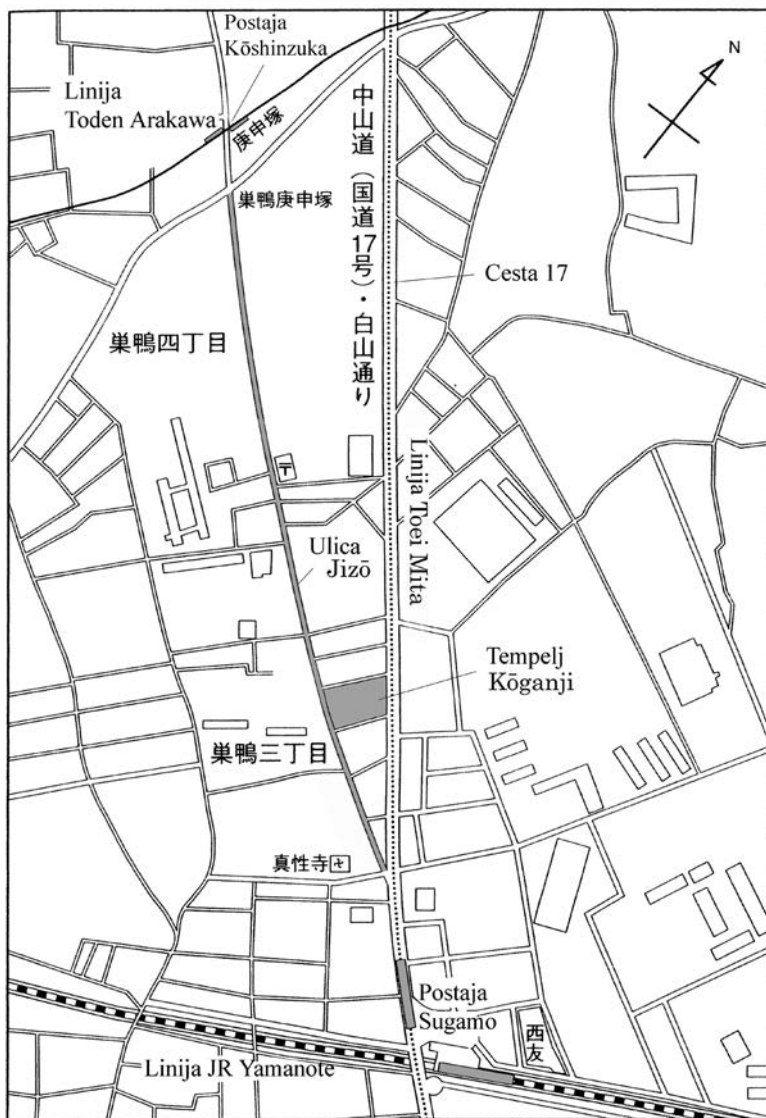 Postaja
Kōshinzuka
N
Linija
Toden Arakawa
庚申塚
中山道（国道17号）・白山通り
巣鴨庚申塚
Cesta 17
巣鴨四丁目
〒
Linija Toei Mita
Ulica
Jizō
Tempelj
Kōganji
巣鴨三丁目
真性寺
Postaja
Sugamo
西友
Linija JR Yamanote